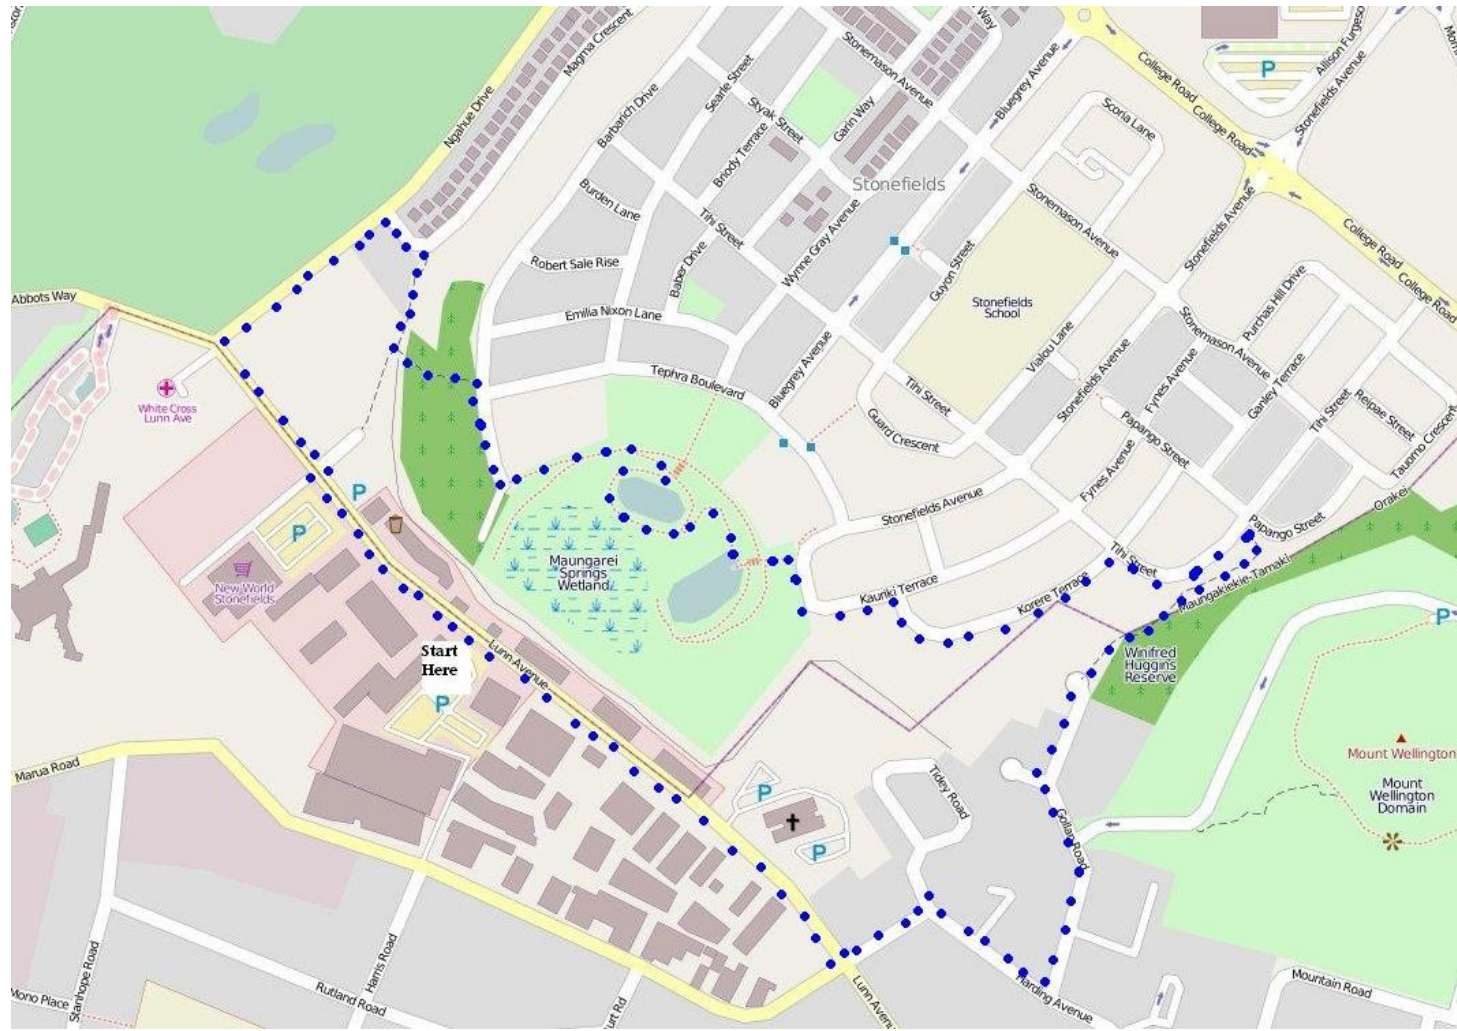 Ngahue Drive
Magma Crescent
Barbarich Drive
Searle Street
Styak Street
Briody Terrace
Garin Way
Way
Stonemason Avenue
Bluegrey Avenue
College Road
College Road
College Road
College Road
Allison Furgeso
Stonefields Avenue
P
Scoria Lane
Stonefields
Burden Lane
Tihi Street
Wynne Gray Avenue
Baber Drive
Robert Sale Rise
Emilia Nixon Lane
Guyon Street
Stonefields
School
Stonemason Avenue
Stonefields Avenue
Purchas Hill Drive
Abbots Way
White Cross
Lunn Ave
Tephra Boulevard
Bluegrey Avenue
Tihi Street
Guard Crescent
Vialou Lane
Stonefields Avenue
Stonemason Avenue
Fynes Avenue
Ganley Terrace
Tihi Street
Reipae Street
Tauomo Crescent
Papango Street
Fynes Avenue
Orakei-
Papango Street
Stonefields Avenue
P
P
New World
Stonefields
Maungarei
Springs
Wetland
Kauriki Terrace
Korere Terrace
Tihi Street
Maungakiekie-Tamaki
P
Start
Here
Lunn Avenue
Winifred
Huggins
Reserve
P
Marua Road
Mount Wellington
Mount
Wellington
Domain
P
P
Tidey Road
Gollan Road
Harding Avenue
Mountain Road
Lunn Avenue
Mono Place
Stanhope Road
Rutland Road
Harris Road
urt Rd